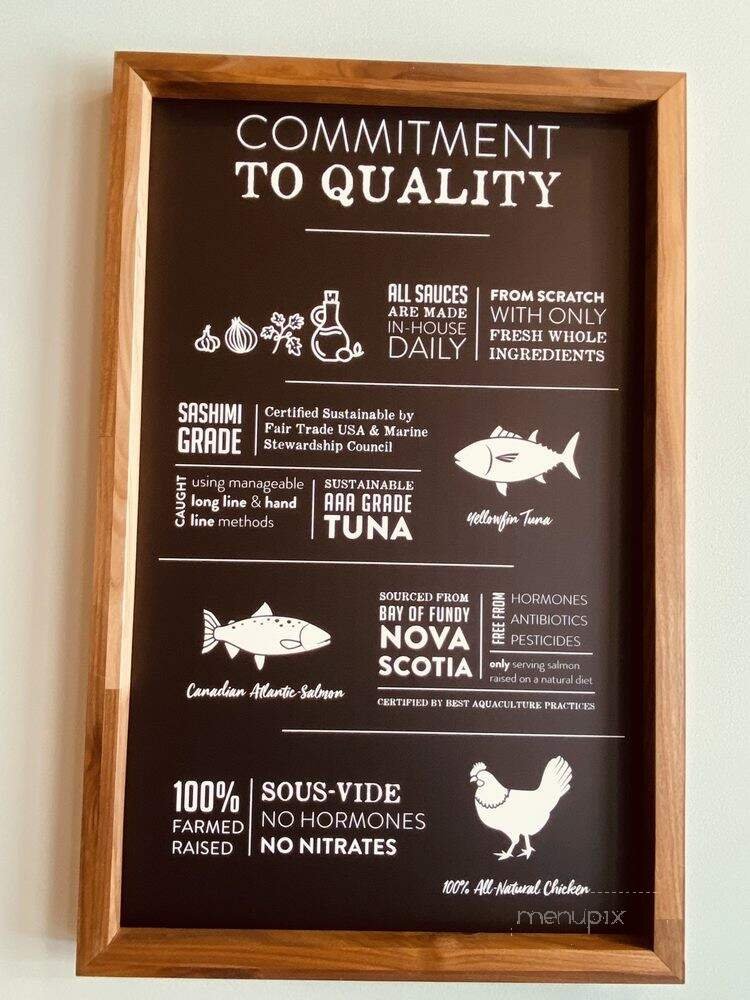 COMMITMENT
TO QUALITY
ALL SAUCES
ARE MADE
IN-HOUSE
DAILY
FROM SCRATCH
WITH ONLY
FRESH WHOLE
INGREDIENTS
SASHIMI
GRADE
Certified Sustainable by
Fair Trade USA & Marine
Stewardship Council
CAUGHT
using manageable
long line & hand
line methods
SUSTAINABLE
AAA GRADE
TUNA
Yellowfin Tuna
Canadian Atlantic Salmon
SOURCED FROM
BAY OF FUNDY
NOVA
SCOTIA
FREE FROM
HORMONES
ANTIBIOTICS
PESTICIDES
only serving salmon
raised on a natural diet
CERTIFIED BY BEST AQUACULTURE PRACTICES
100%
FARMED
RAISED
SOUS-VIDE
NO HORMONES
NO NITRATES
100% All-Natural Chicken
menupix